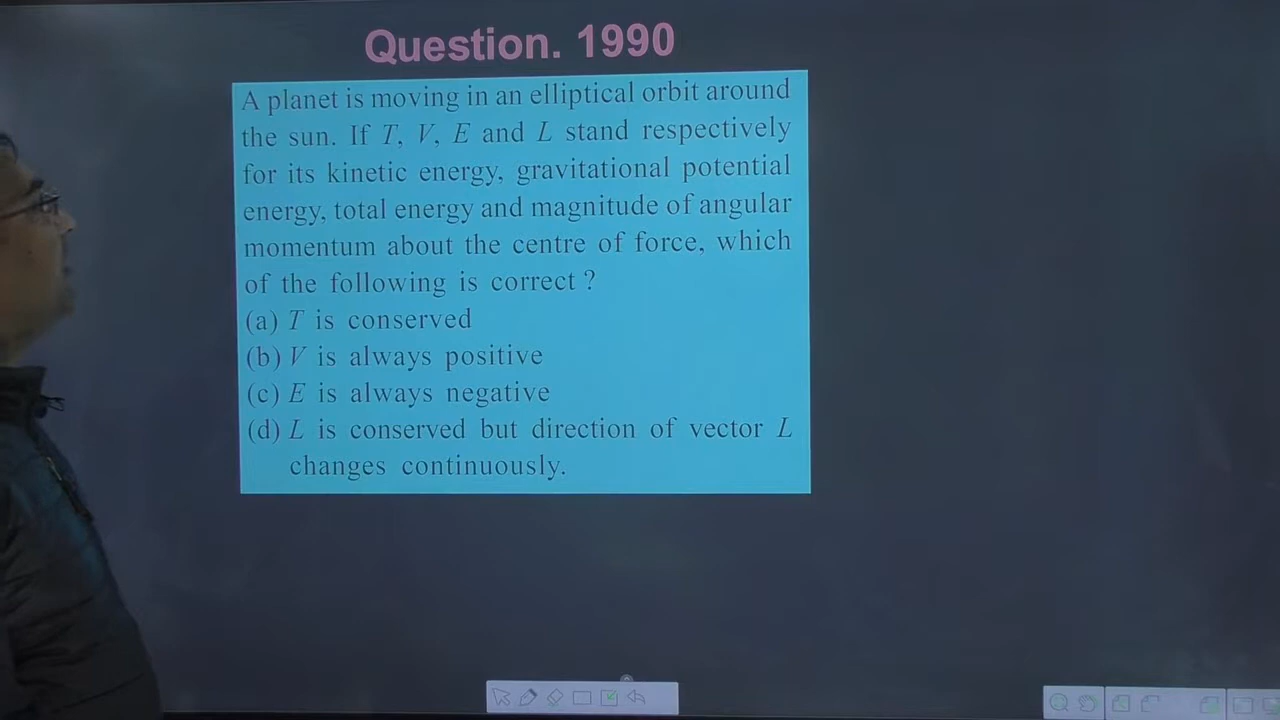 Question. 1990
A planet is moving in an elliptical orbit around
the sun. If T, V, E and L stand respectively
for its kinetic energy, gravitational potential
energy, total energy and magnitude of angular
momentum about the centre of force, which
of the following is correct ?
(a) T is conserved
(b) V is always positive
(c) E is always negative
(d) L is conserved but direction of vector L
changes continuously.